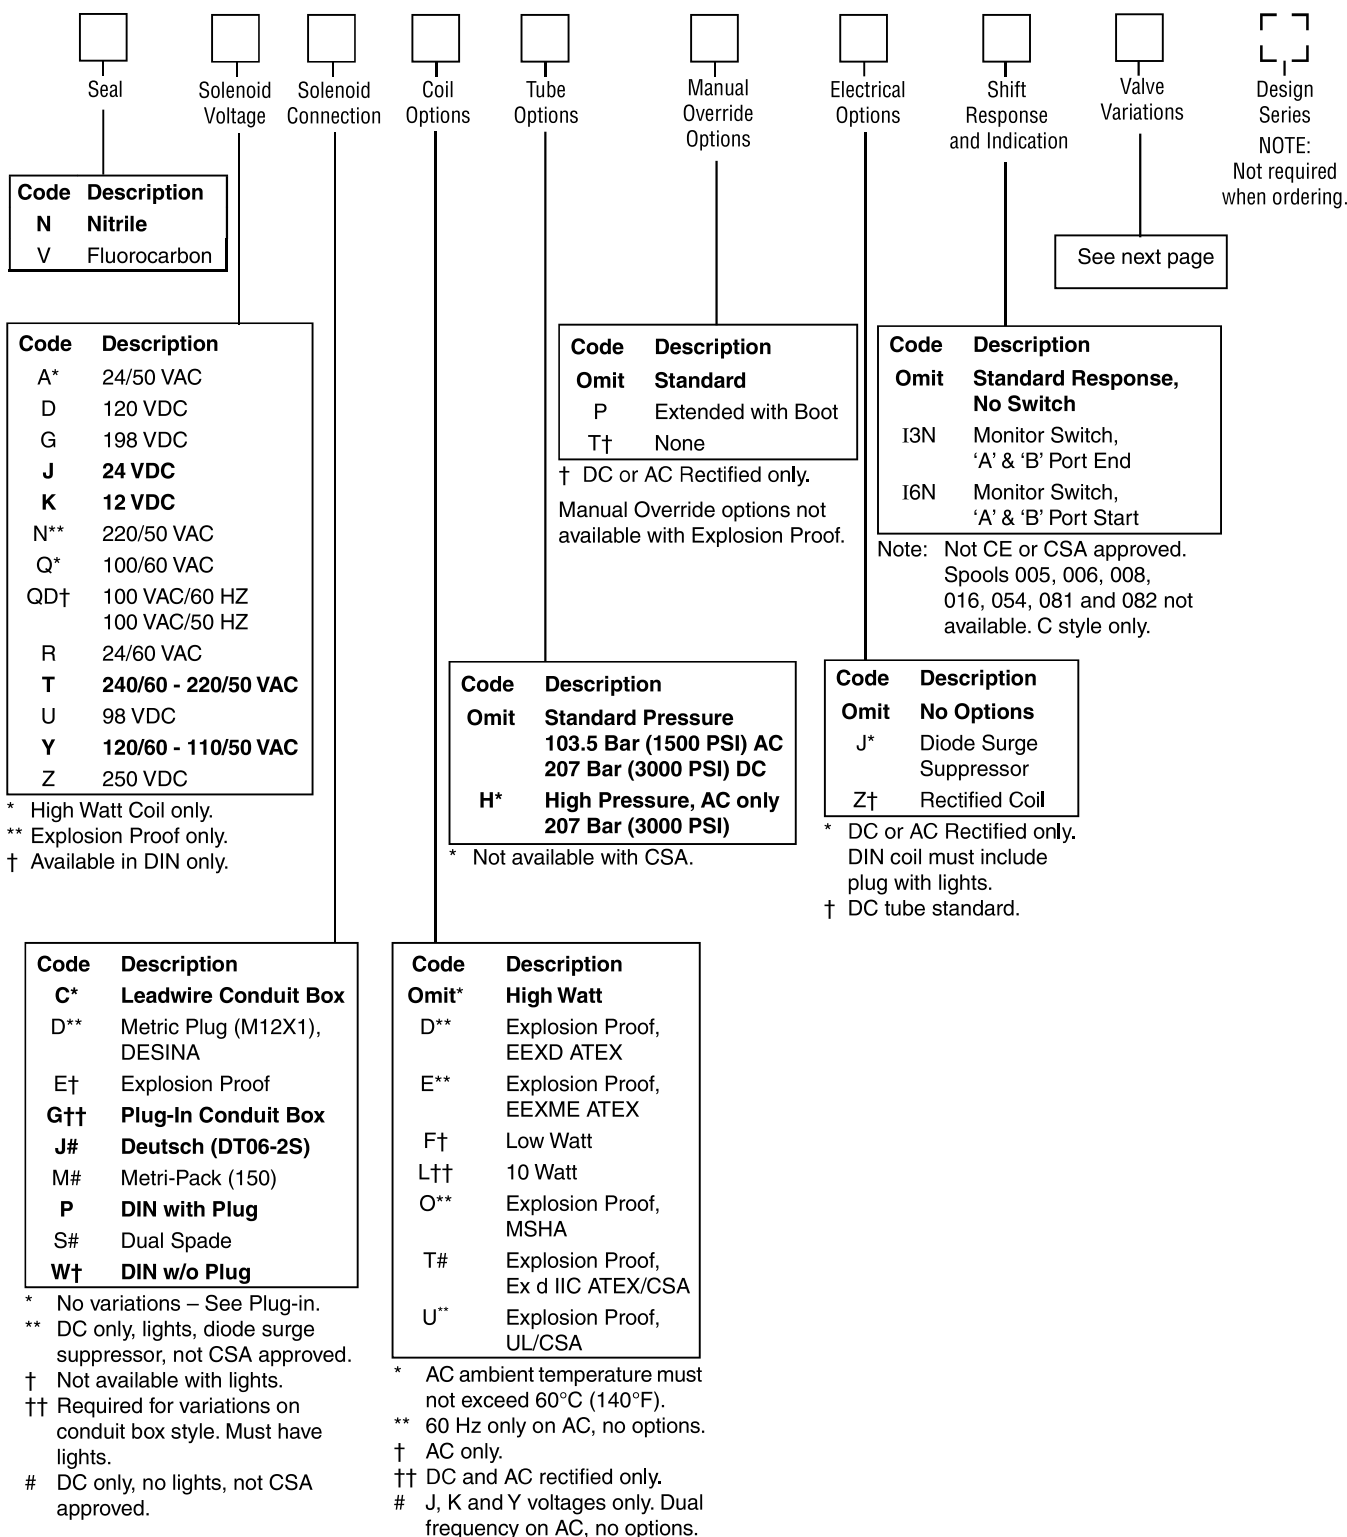 Seal
Solenoid
Voltage
Solenoid
Connection
Coil
Options
Tube
Options
Manual
Override
Options
Electrical
Options
Shift
Response
and Indication
Valve
Variations
Design
Series
NOTE:
Not required
when ordering.
Code Description
N Nitrile
V Fluorocarbon
See next page
Code Description
A* 24/50 VAC
D 120 VDC
G 198 VDC
J 24 VDC
K 12 VDC
N** 220/50 VAC
Q* 100/60 VAC
QD† 100 VAC/60 HZ
100 VAC/50 HZ
R 24/60 VAC
T 240/60 - 220/50 VAC
U 98 VDC
Y 120/60 - 110/50 VAC
Z 250 VDC
* High Watt Coil only.
** Explosion Proof only.
† Available in DIN only.
Code Description
Omit Standard
P Extended with Boot
T† None
† DC or AC Rectified only.
Manual Override options not
available with Explosion Proof.
Code Description
Omit Standard Response,
No Switch
I3N Monitor Switch,
‘A’ & ‘B’ Port End
I6N Monitor Switch,
‘A’ & ‘B’ Port Start
Note: Not CE or CSA approved.
Spools 005, 006, 008,
016, 054, 081 and 082 not
available. C style only.
Code Description
Omit Standard Pressure
103.5 Bar (1500 PSI) AC
207 Bar (3000 PSI) DC
H* High Pressure, AC only
207 Bar (3000 PSI)
* Not available with CSA.
Code Description
Omit No Options
J* Diode Surge
Suppressor
Z† Rectified Coil
* DC or AC Rectified only.
DIN coil must include
plug with lights.
† DC tube standard.
Code Description
C* Leadwire Conduit Box
D** Metric Plug (M12X1),
DESINA
E† Explosion Proof
G†† Plug-In Conduit Box
J# Deutsch (DT06-2S)
M# Metri-Pack (150)
P DIN with Plug
S# Dual Spade
W† DIN w/o Plug
* No variations – See Plug-in.
** DC only, lights, diode surge
suppressor, not CSA approved.
† Not available with lights.
†† Required for variations on
conduit box style. Must have
lights.
# DC only, no lights, not CSA
approved.
Code Description
Omit* High Watt
D** Explosion Proof,
EEXD ATEX
E** Explosion Proof,
EEXME ATEX
F† Low Watt
L†† 10 Watt
O** Explosion Proof,
MSHA
T# Explosion Proof,
Ex d IIC ATEX/CSA
U** Explosion Proof,
UL/CSA
* AC ambient temperature must
not exceed 60°C (140°F).
** 60 Hz only on AC, no options.
† AC only.
†† DC and AC rectified only.
# J, K and Y voltages only. Dual
frequency on AC, no options.